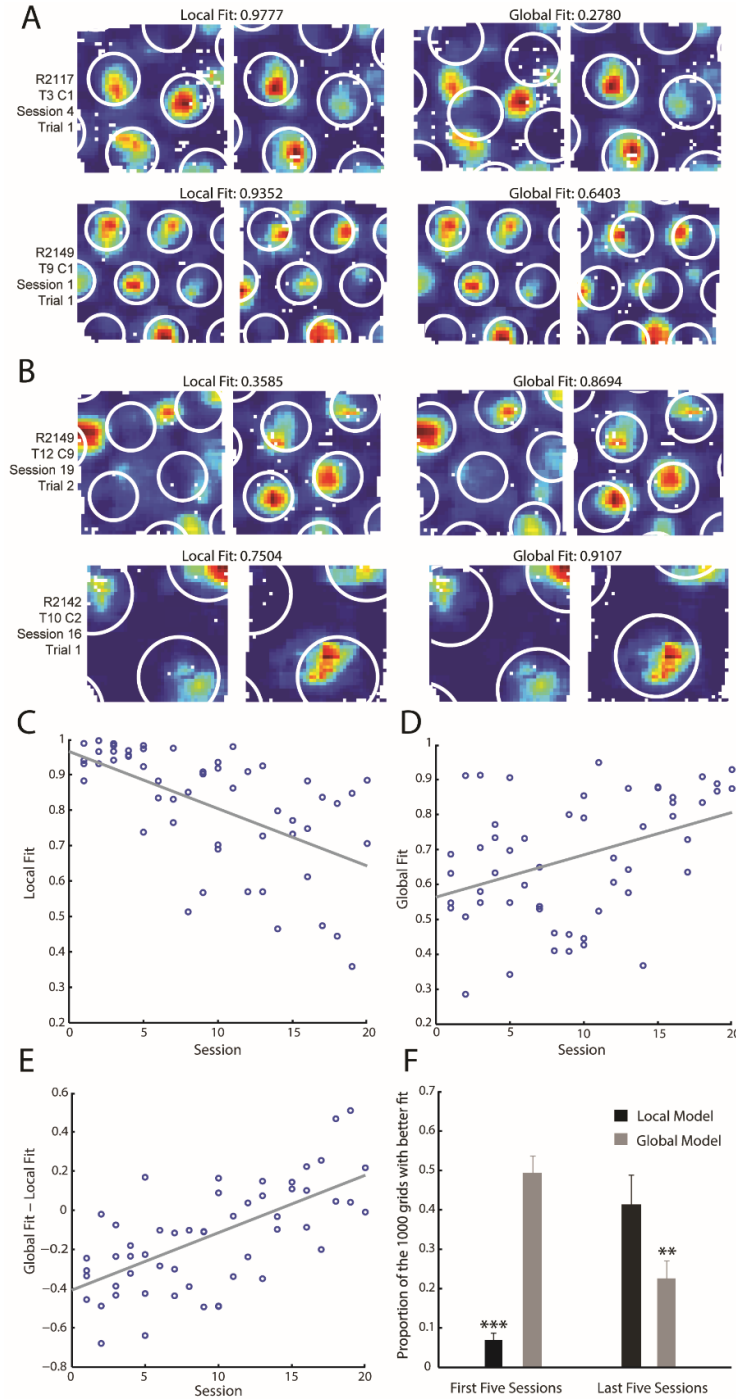 A
Local Fit: 0.9777
Global Fit: 0.2780
R2117
T3 C1
Session 4
Trial 1
Local Fit: 0.9352
Global Fit: 0.6403
R2149
T9 C1
Session 1
Trial 1
B
Local Fit: 0.3585
Global Fit: 0.8694
R2149
T12 C9
Session 19
Trial 2
Local Fit: 0.7504
Global Fit: 0.9107
R2142
T10 C2
Session 16
Trial 1
C
1
0.9
0.8
0.7
0.6
0.5
0.4
0.3
0.2
Local Fit
0 5 10 15 20
Session
D
1
0.9
0.8
0.7
0.6
0.5
0.4
0.3
0.2
Global Fit
0 5 10 15 20
Session
E
0.6
0.4
0.2
0
−0.2
−0.4
−0.6
−0.8
Global Fit − Local Fit
0 5 10 15 20
Session
F
0.7
0.6
0.5
0.4
0.3
0.2
0.1
0
Proportion of the 1000 grids with better fit
Local Model
Global Model
***
**
First Five Sessions
Last Five Sessions